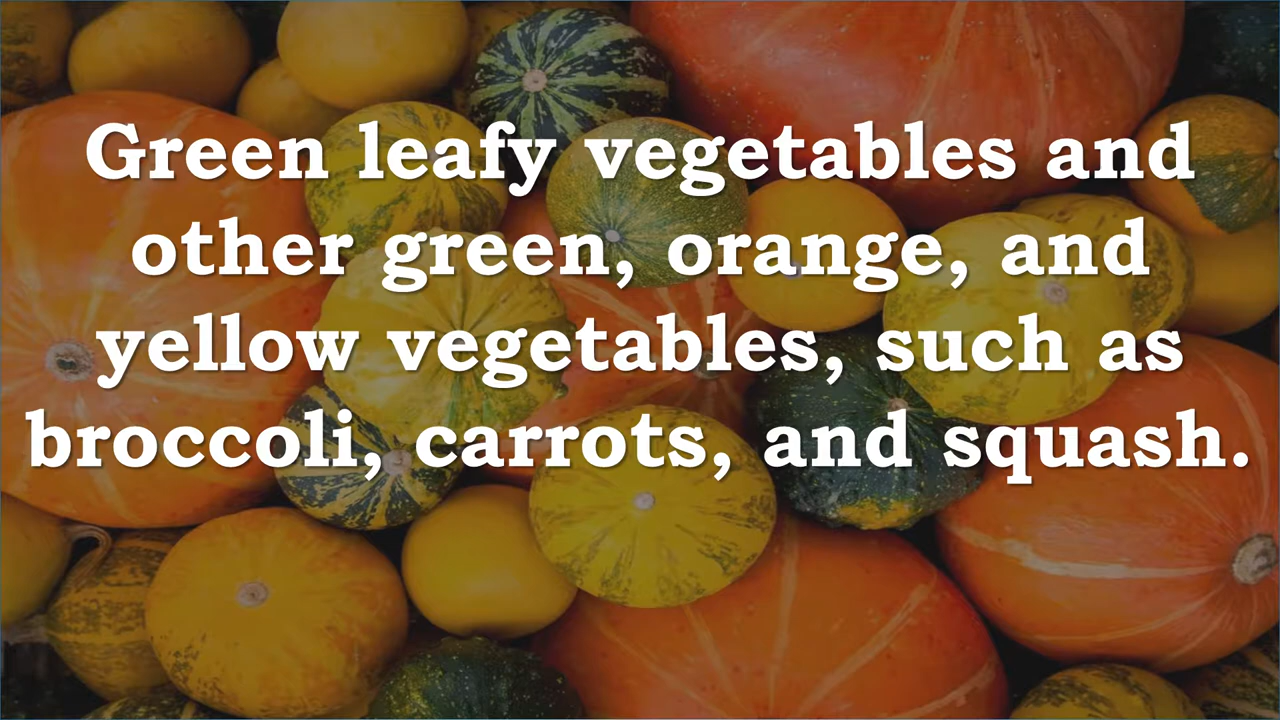 Green leafy vegetables and
other green, orange, and
yellow vegetables, such as
broccoli, carrots, and squash.